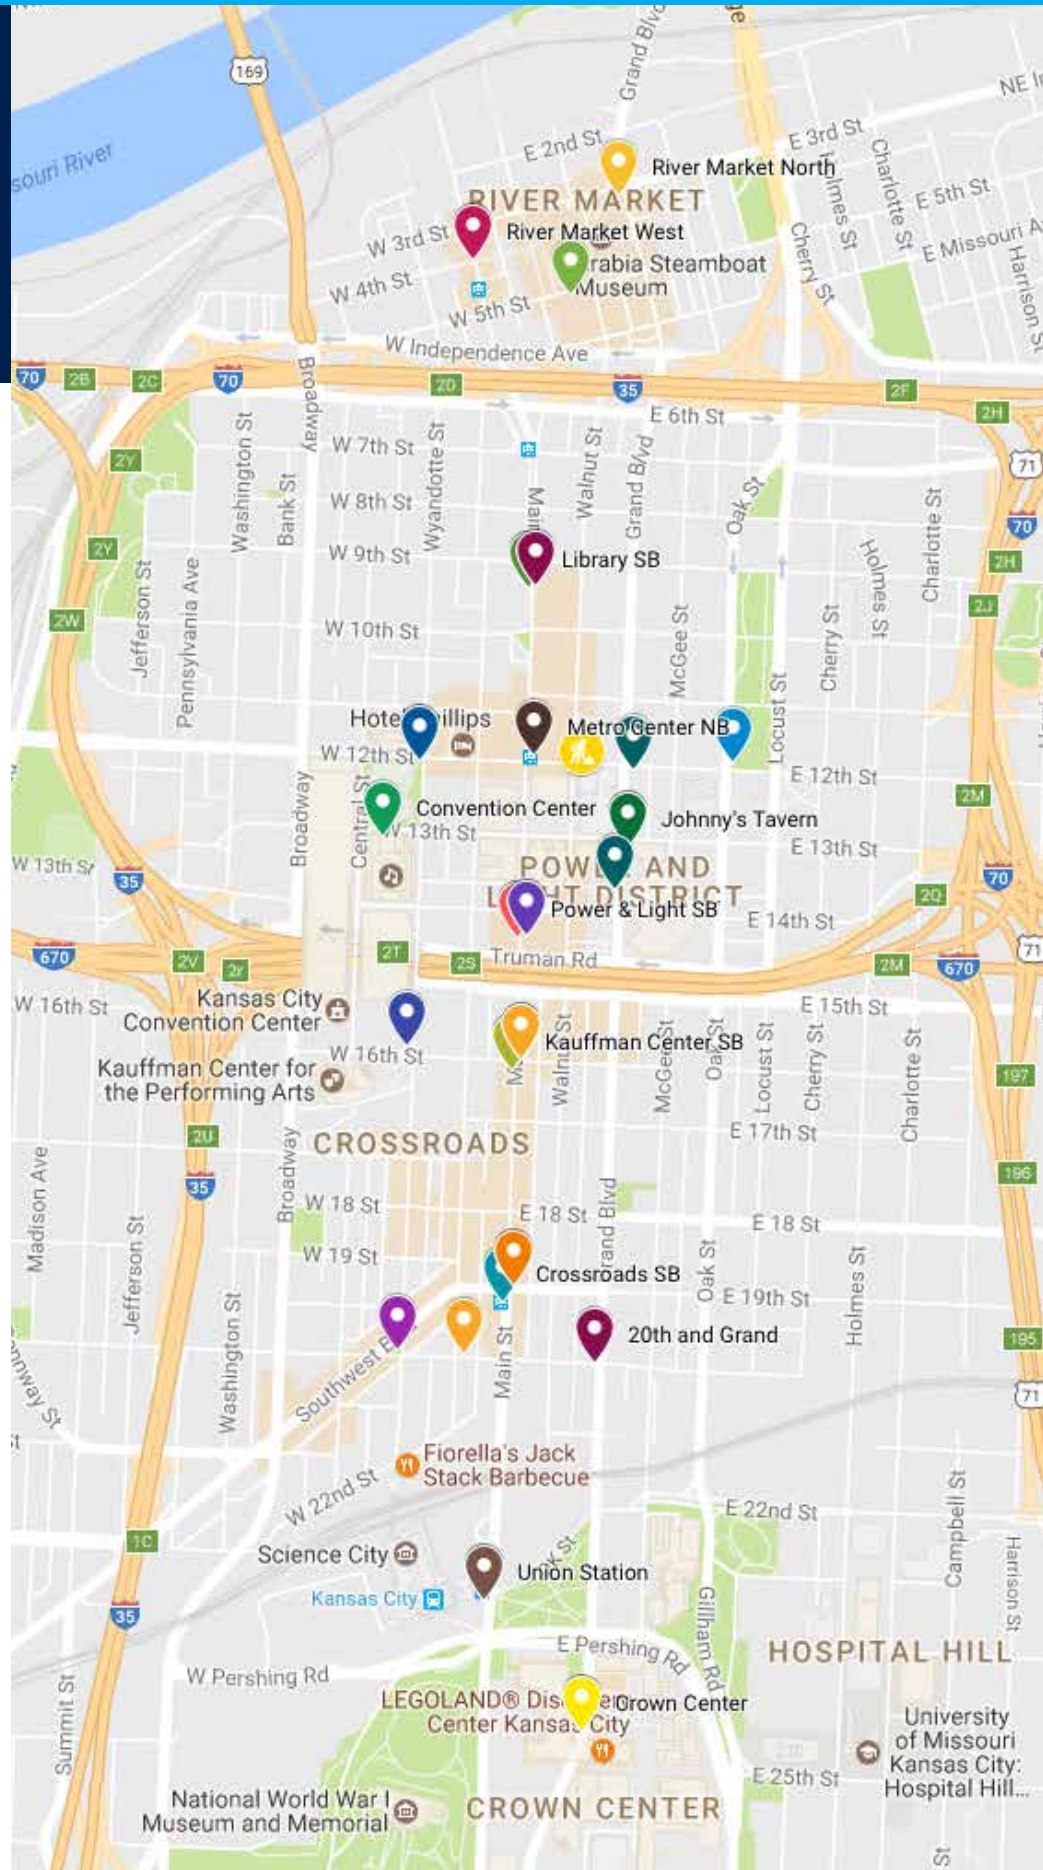 169
Grand Blvd
NE
E 2nd St
E 3rd St
River Market North
RIVER MARKET
Holmes St
Charlotte St
E 5th St
souri River
W 3rd St
River Market West
Cherry St
E Missouri A
Harrison St
rabia Steamboat
Museum
W 4th St
W 5th St
W Independence Ave
70
2B
2C
70
2D
35
2F
2H
E 6th St
Broadway
Washington St
Bank St
W 7th St
Wyandotte St
Walnut St
Grand Blvd
2Y
71
W 8th St
Main
Oak St
Charlotte St
70
2Y
W 9th St
Library SB
Holmes St
2H
Jefferson St
Pennsylvania Ave
2W
W 10th St
McGee St
Cherry St
2J
Locust St
Hote
illips
Metro Center NB
W 12th St
E 12th St
Broadway
Central St
Convention Center
2M
Johnny's Tavern
W 13th St
E 13th St
W 13th St
35
POWE
AND
L
HT DISTRICT
70
2Q
Power & Light SB
E 14th St
670
2V
2Y
2T
2S
Truman Rd
2M
670
71
W 16th St
Kansas City
Convention Center
E 15th St
Kauffman Center SB
W 16th St
Kauffman Center for
the Performing Arts
Walnut St
McGee St
Oak St
Locust St
Cherry St
Charlotte St
197
2U
CROSSROADS
E 17th St
Madison Ave
Broadway
35
196
W 18 St
E 18 St
Grand Blvd
E 18 St
Jefferson St
W 19 St
Crossroads SB
Oak St
E 19th St
Holmes St
Washington St
20th and Grand
195
Southwest B
Main St
71
nnway St
Fiorella's Jack
Stack Barbecue
W 22nd St
E 22nd St
Campbell St
1C
Science City
Harrison St
Union Station
Kansas City
35
Gillham Rd
E Pershing Rd
HOSPITAL HILL
W Pershing Rd
Summit St
LEGOLAND® Dis
Crown Center
Center Kansas City
University
of Missouri
Kansas City:
Hospital Hill...
E 25th St
National World War I
Museum and Memorial
CROWN CENTER
St